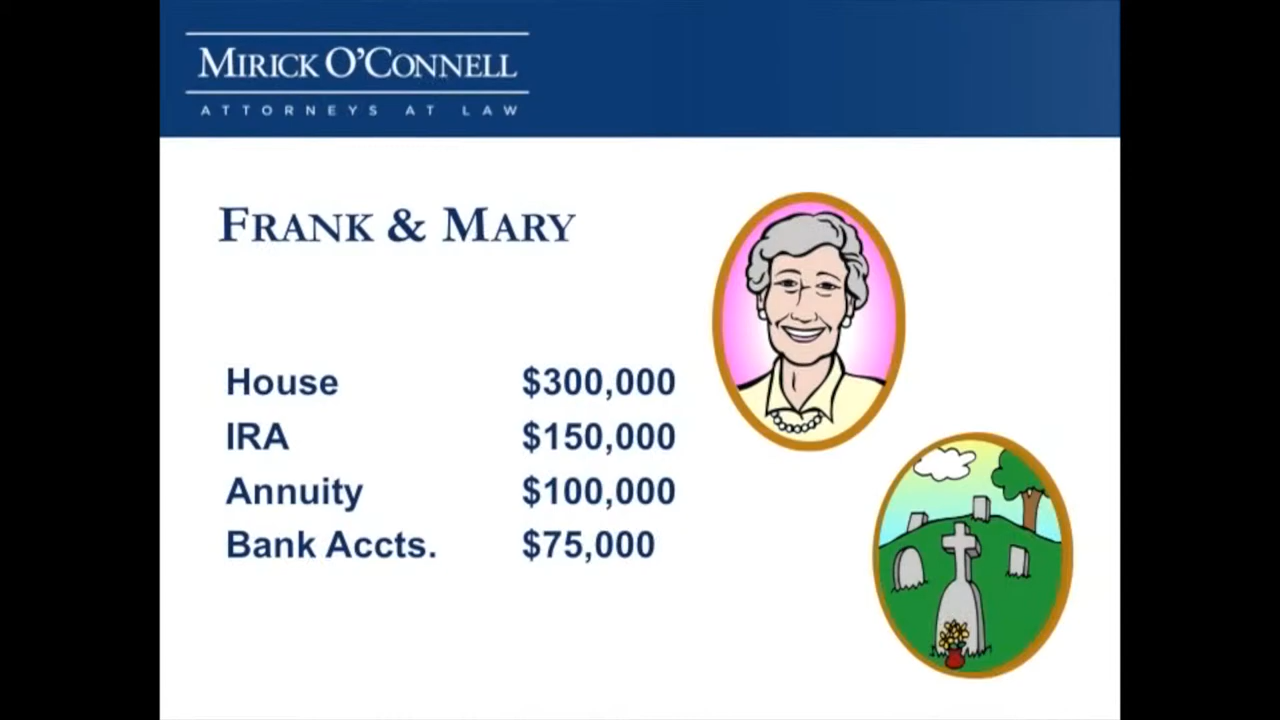 MIRICK O'CONNELL
ATTORNEYS AT LAW
FRANK & MARY
House $300,000
IRA $150,000
Annuity $100,000
Bank Accts. $75,000